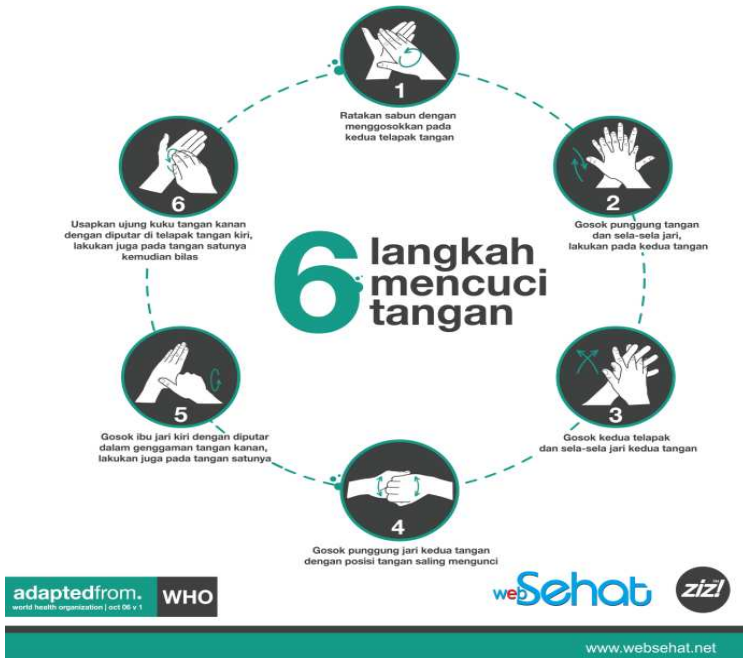 1
Ratakan sabun dengan
menggosokkan pada
kedua telapak tangan
2
Gosok punggung tangan
dan sela-sela jari,
lakukan pada kedua tangan
3
Gosok kedua telapak
dan sela-sela jari kedua tangan
4
Gosok punggung jari kedua tangan
dengan posisi tangan saling mengunci
5
Gosok ibu jari kiri dengan diputar
dalam genggaman tangan kanan,
lakukan juga pada tangan satunya
6
Usapkan ujung kuku tangan kanan
dengan diputar di telapak tangan kiri,
lakukan juga pada tangan satunya
kemudian bilas
6 langkah
mencuci
tangan
adaptedfrom. WHO
world health organization | oct 06 v 1
webSehat
ziz!
www.websehat.net